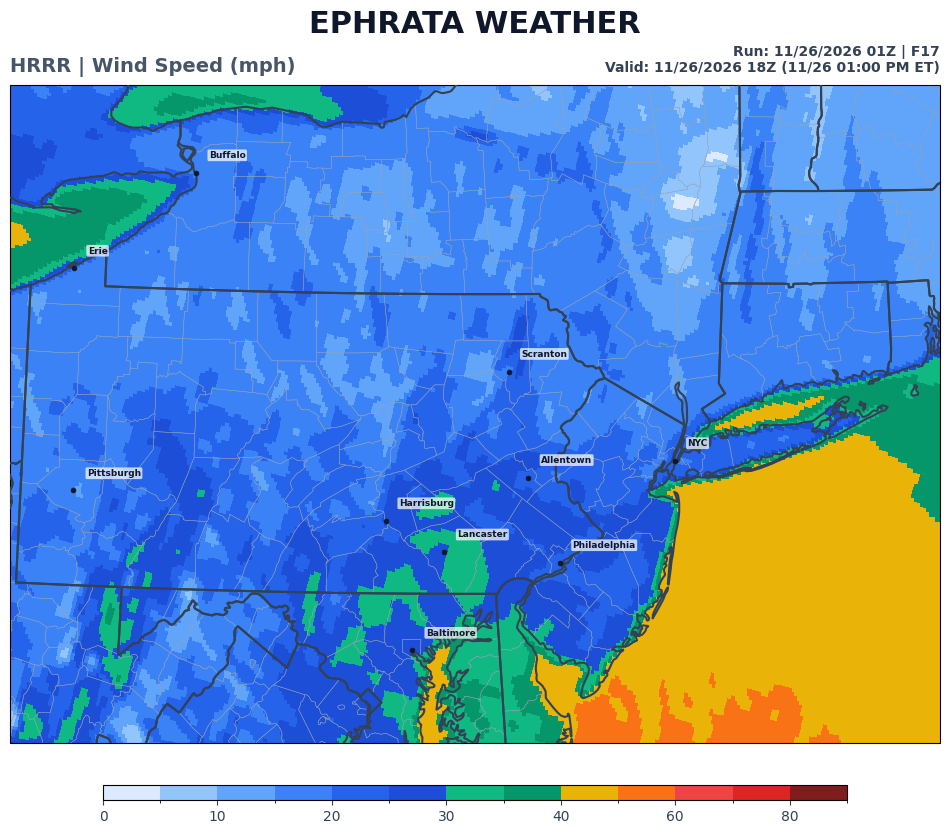 EPHRATA WEATHER
HRRR | Wind Speed (mph)
Run: 11/26/2026 01Z | F17
Valid: 11/26/2026 18Z (11/26 01:00 PM ET)
Buffalo
Erie
Scranton
NYC
Allentown
Pittsburgh
Harrisburg
Lancaster
Philadelphia
Baltimore
0 10 20 30 40 50 60 70 80